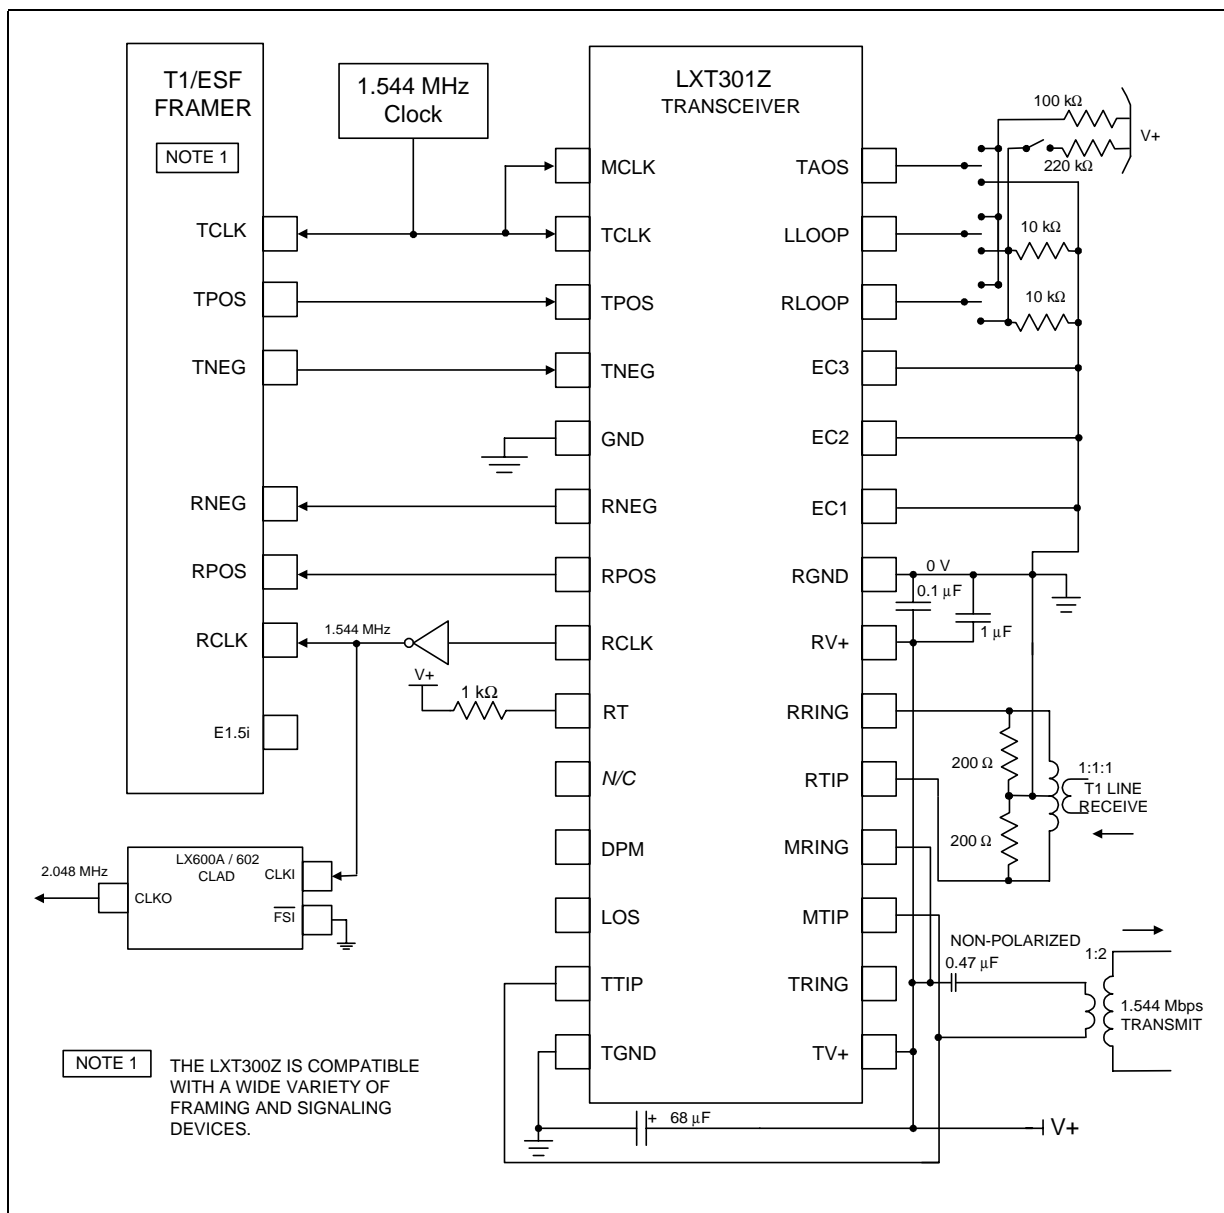 T1/ESF
FRAMER
NOTE 1
TCLK
TPOS
TNEG
RNEG
RPOS
RCLK
E1.5i
1.544 MHz
Clock
LXT301Z
TRANSCEIVER
MCLK
TCLK
TPOS
TNEG
GND
RNEG
RPOS
RCLK
RT
N/C
DPM
LOS
TTIP
TGND
TAOS
LLOOP
RLOOP
EC3
EC2
EC1
RGND
RV+
RRING
RTIP
MRING
MTIP
TRING
TV+
100 kΩ
V+
220 kΩ
10 kΩ
10 kΩ
0 V
0.1 µF
1 µF
1.544 MHz
V+
1 kΩ
200 Ω
200 Ω
1:1:1
T1 LINE
RECEIVE
NON-POLARIZED
0.47 µF
1:2
1.544 Mbps
TRANSMIT
2.048 MHz
LX600A / 602
CLAD
CLKI
CLKO
FSI
+ 68 µF
V+
NOTE 1
THE LXT300Z IS COMPATIBLE
WITH A WIDE VARIETY OF
FRAMING AND SIGNALING
DEVICES.